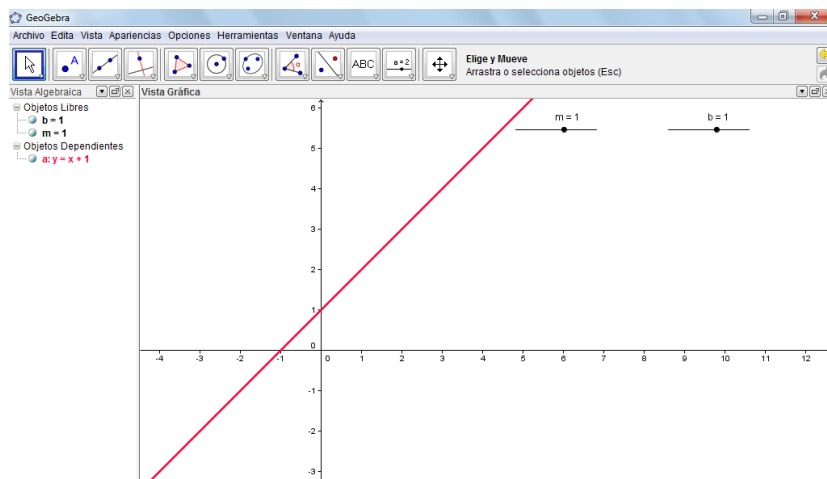 GeoGebra
Archivo Edita Vista Apariencias Opciones Herramientas Ventana Ayuda
A
α
ABC
a = 2
Elige y Mueve
Arrastra o selecciona objetos (Esc)
Vista Algebraica
Vista Gráfica
Objetos Libres
b = 1
m = 1
Objetos Dependientes
a: y = x + 1
m = 1
b = 1
6
5
4
3
2
1
0
-4 -3 -2 -1 0 1 2 3 4 5 6 7 8 9 10 11 12
-1
-2
-3